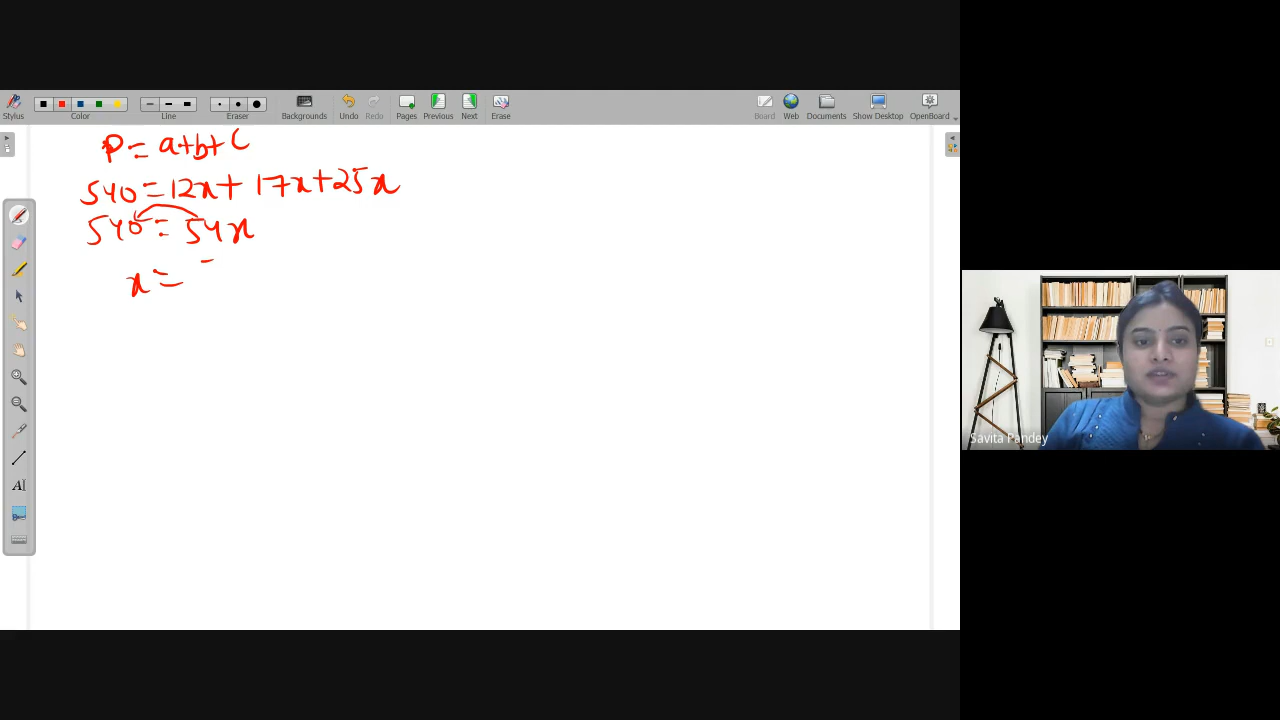 Stylus
Color
Line
Eraser
Backgrounds
Undo
Redo
Pages
Previous
Next
Erase
Board
Web
Documents
Show Desktop
OpenBoard
P = a+b+c
540 = 12x + 17x+25x
540 = 54x
x =
Savita Pandey